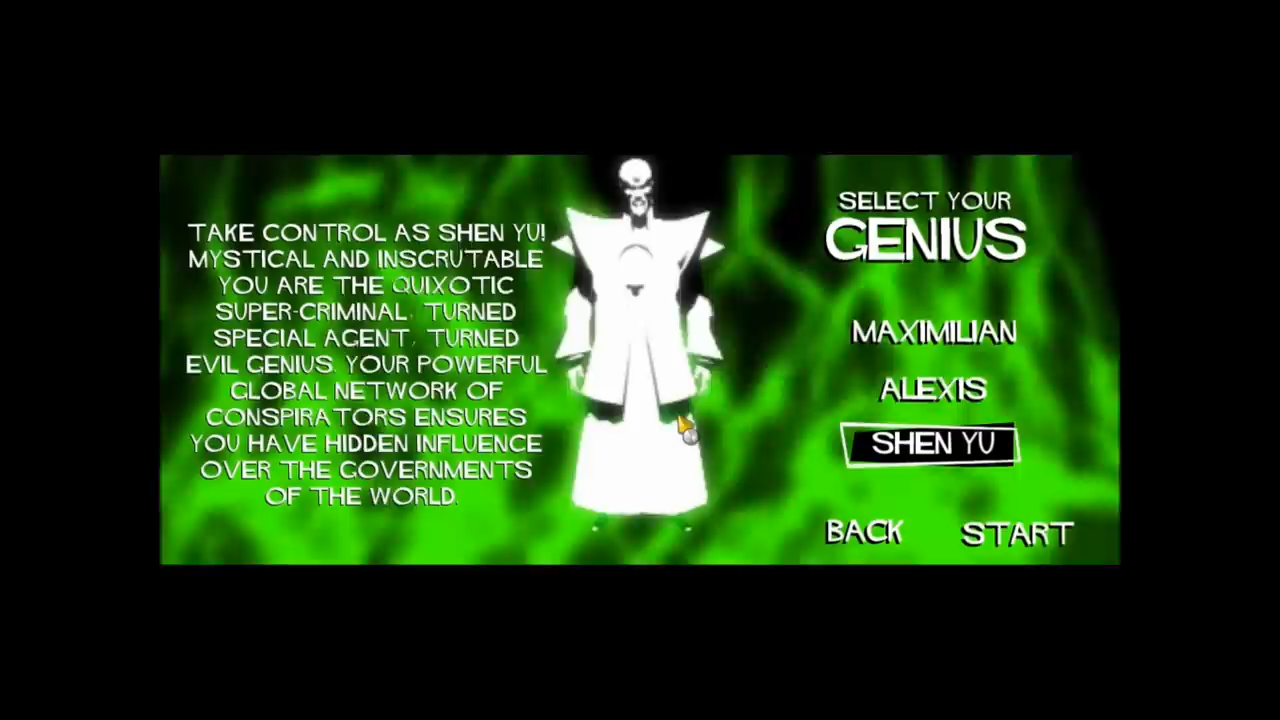 TAKE CONTROL AS SHEN YU!
MYSTICAL AND INSCRUTABLE
YOU ARE THE QUIXOTIC
SUPER-CRIMINAL, TURNED
SPECIAL AGENT, TURNED
EVIL GENIUS. YOUR POWERFUL
GLOBAL NETWORK OF
CONSPIRATORS ENSURES
YOU HAVE HIDDEN INFLUENCE
OVER THE GOVERNMENTS
OF THE WORLD.
SELECT YOUR
GENIUS
MAXIMILIAN
ALEXIS
SHEN YU
BACK START